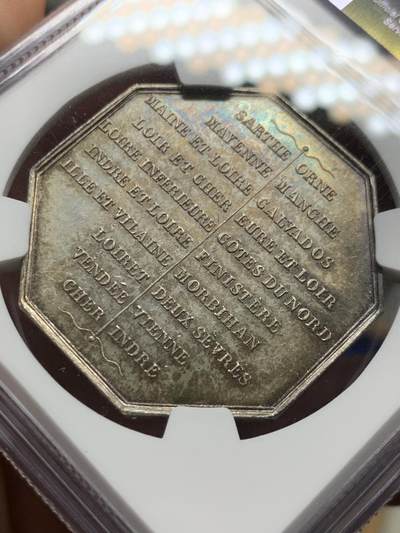 SARTHE ORNE
MAYENNE MANCHE
MAINE ET LOIRE CALVADOS
LOIR ET CHER EURE ET LOIR
LOIRE INFERIEURE CÔTES DU NORD
INDRE ET LOIRE FINISTÈRE
ILLE ET VILAINE MORBIHAN
LOIRET DEUX SÈVRES
VENDÉE VIENNE
CHER INDRE